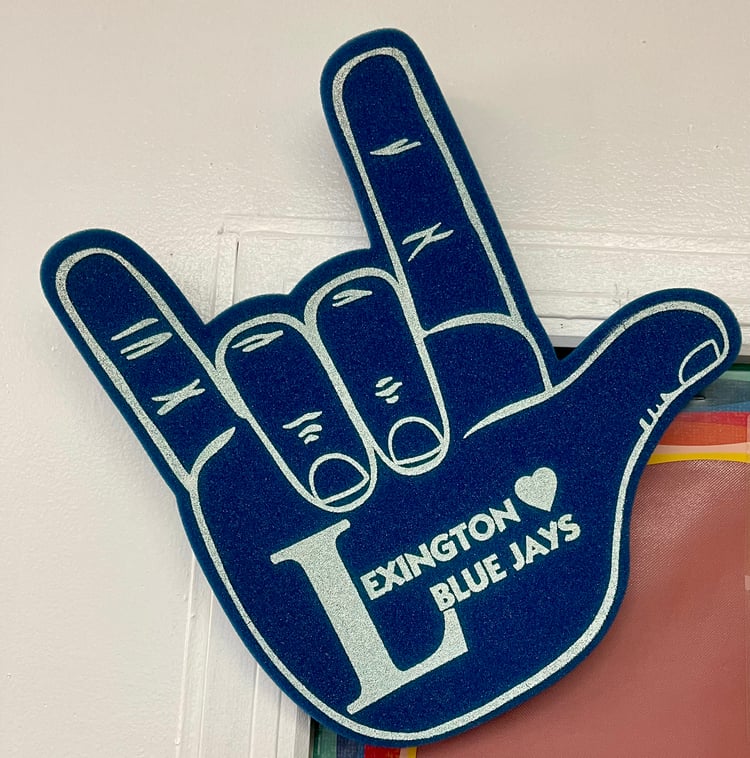 LEXINGTON ♥
BLUE JAYS